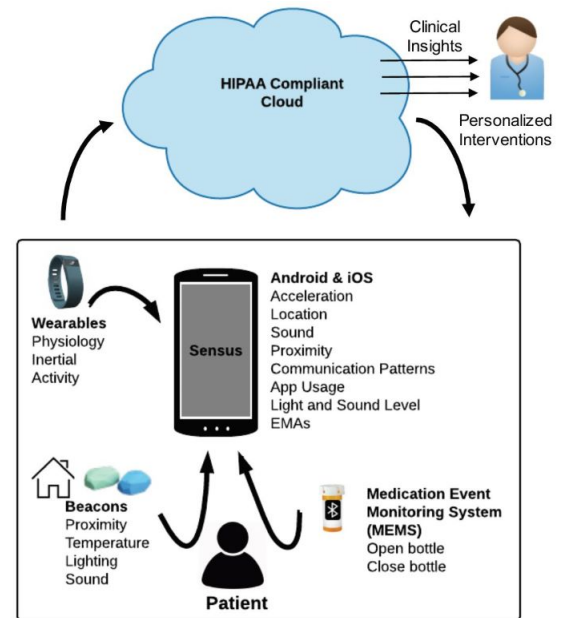 Clinical
Insights
HIPAA Compliant
Cloud
Personalized
Interventions
Wearables
Physiology
Inertial
Activity
Sensus
Android & iOS
Acceleration
Location
Sound
Proximity
Communication Patterns
App Usage
Light and Sound Level
EMAs
Beacons
Proximity
Temperature
Lighting
Sound
Medication Event
Monitoring System
(MEMS)
Open bottle
Close bottle
Patient